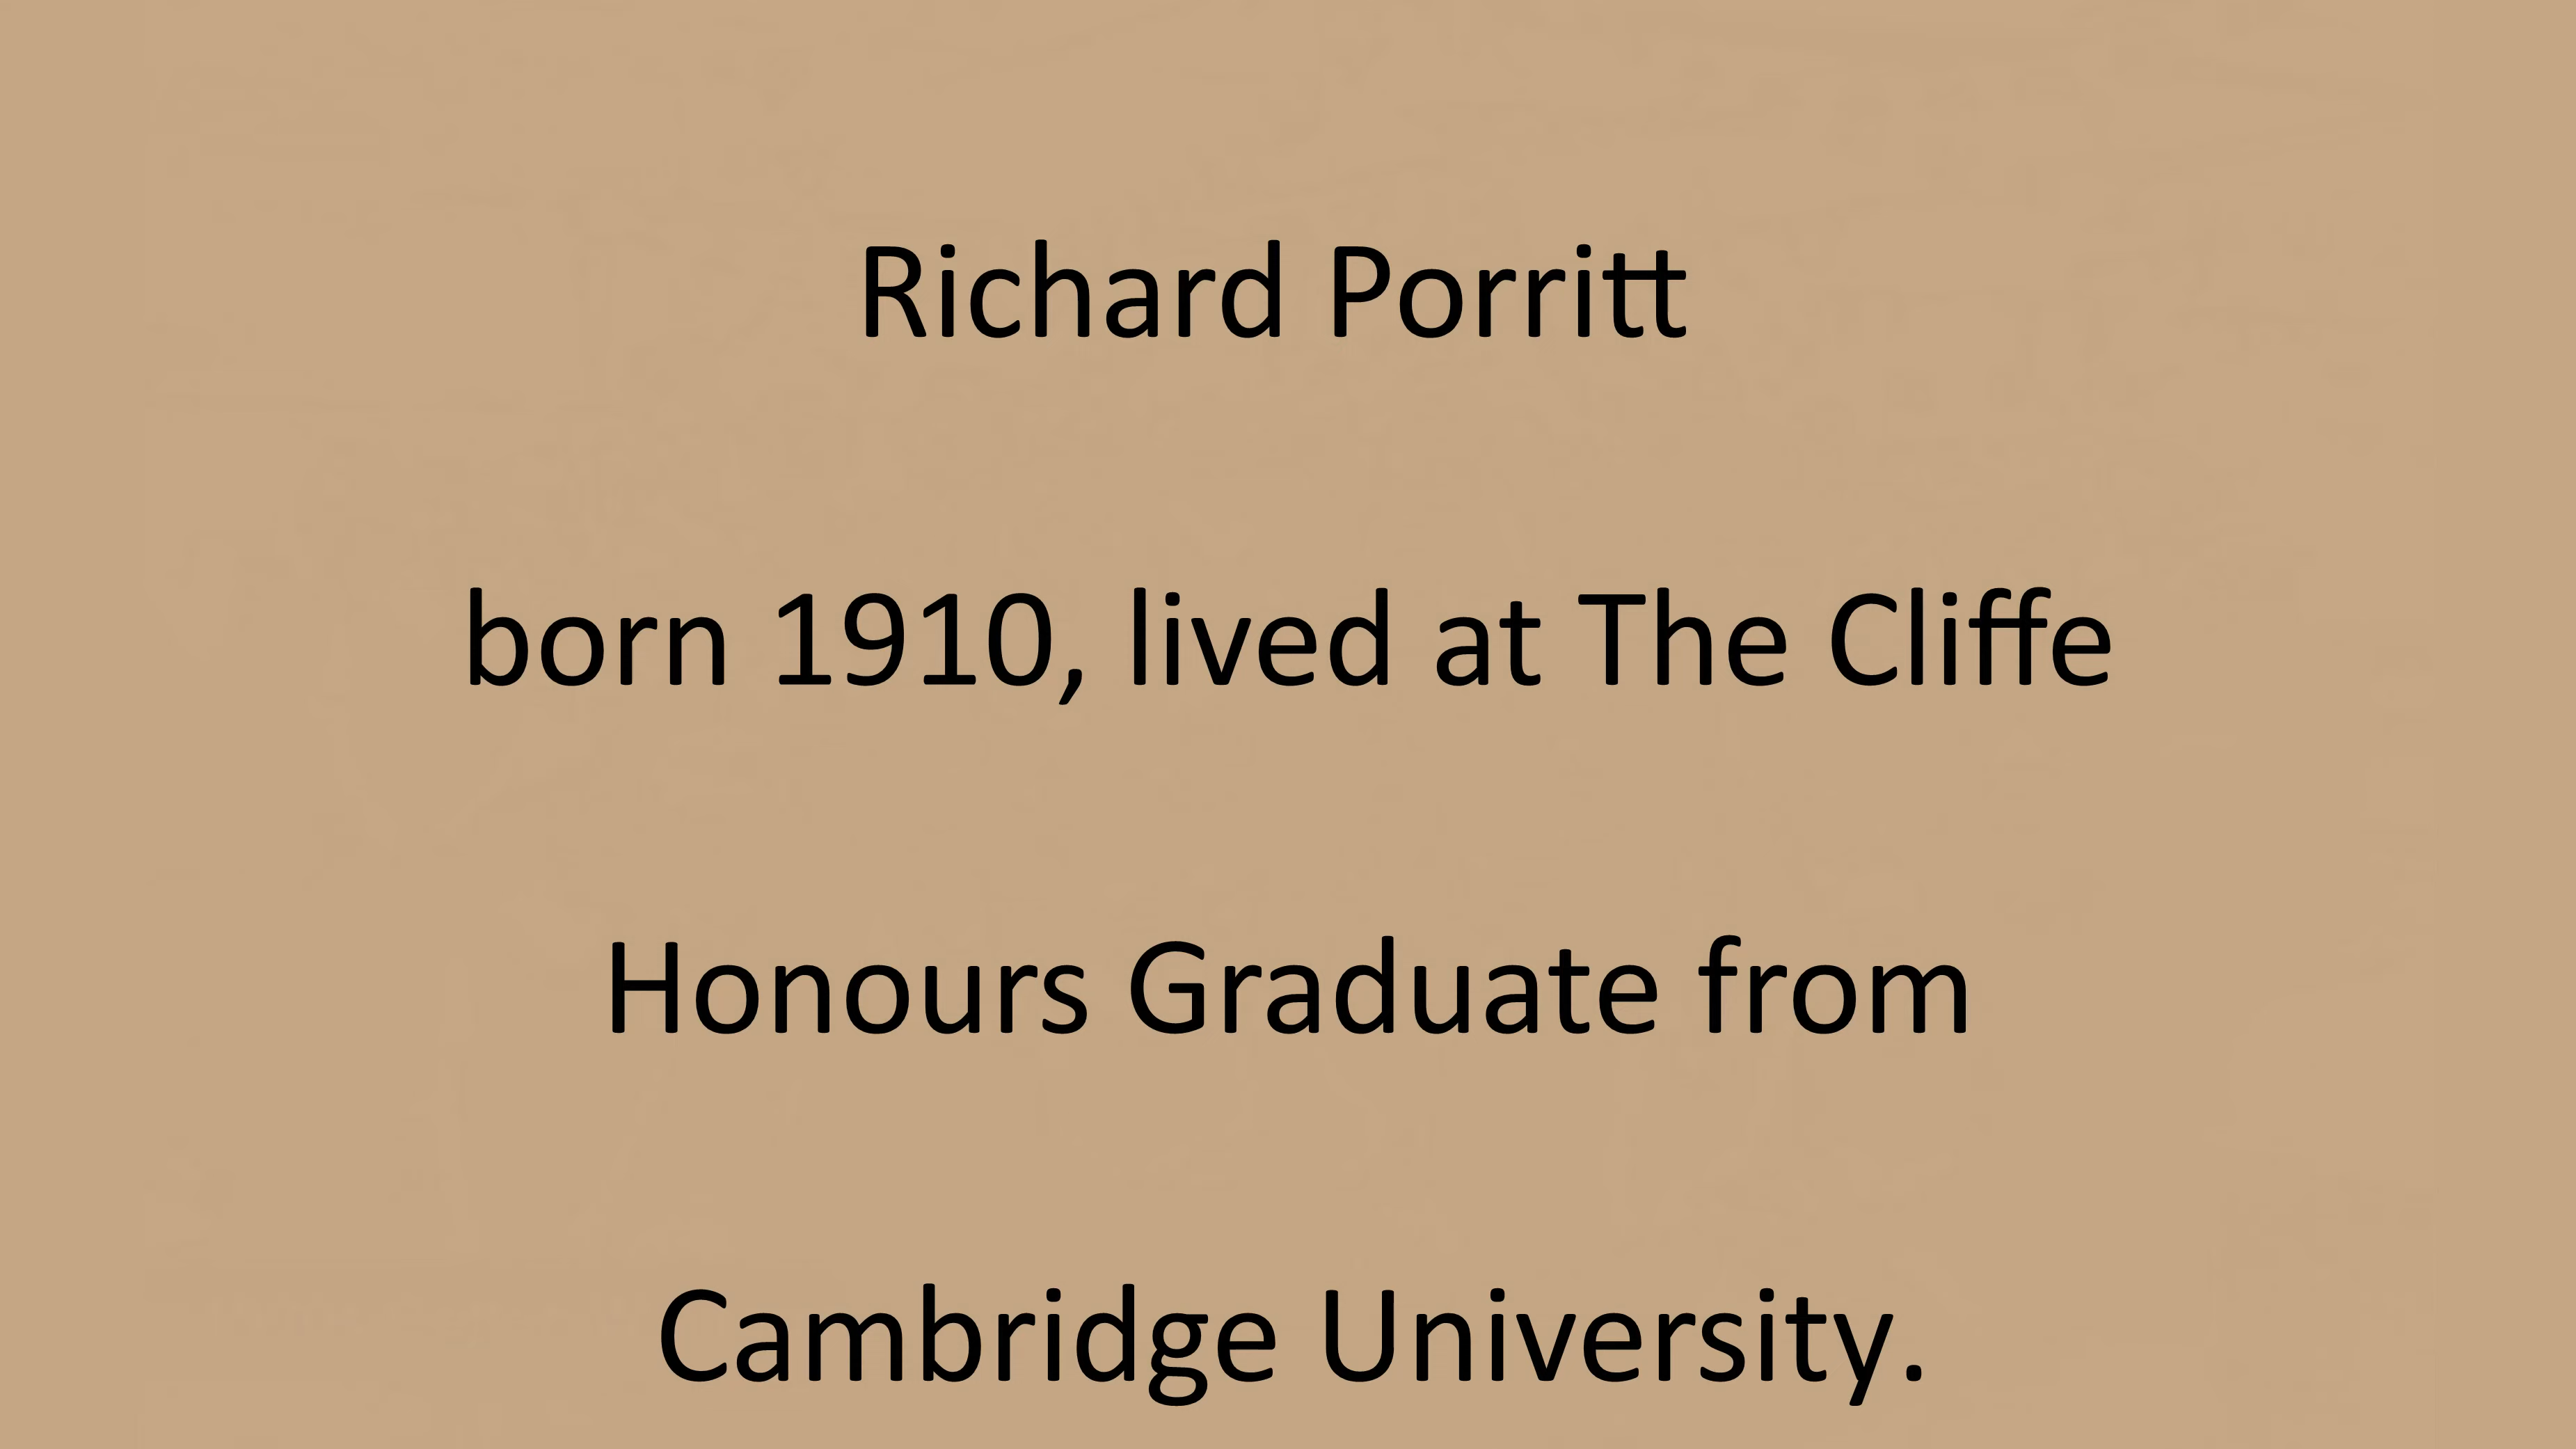 Richard Porritt
born 1910, lived at The Cliffe
Honours Graduate from
Cambridge University.